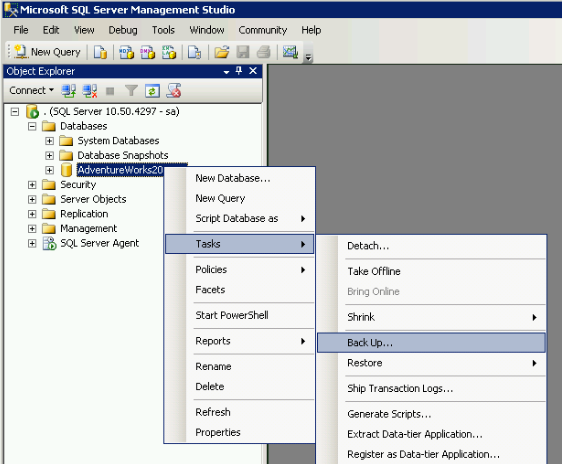 Microsoft SQL Server Management Studio
File Edit View Debug Tools Window Community Help
New Query
Object Explorer
Connect
. (SQL Server 10.50.4297 - sa)
Databases
System Databases
Database Snapshots
AdventureWorks20
Security
Server Objects
Replication
Management
SQL Server Agent
New Database...
New Query
Script Database as
Tasks
Policies
Facets
Start PowerShell
Reports
Rename
Delete
Refresh
Properties
Detach...
Take Offline
Bring Online
Shrink
Back Up...
Restore
Ship Transaction Logs...
Generate Scripts...
Extract Data-tier Application...
Register as Data-tier Application...